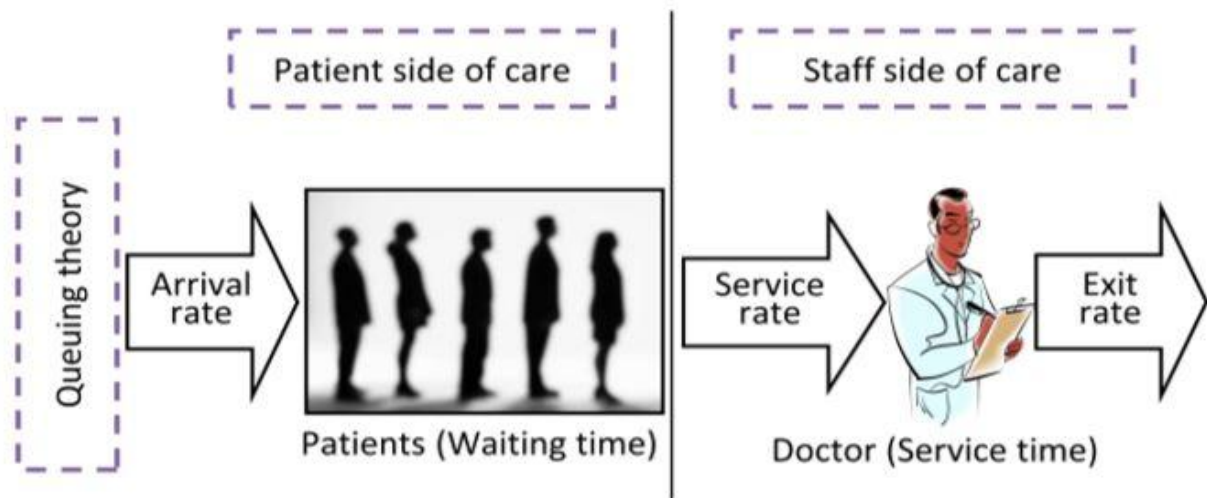 Patient side of care
Staff side of care
Queuing theory
Arrival
rate
Service
rate
Exit
rate
Patients (Waiting time)
Doctor (Service time)